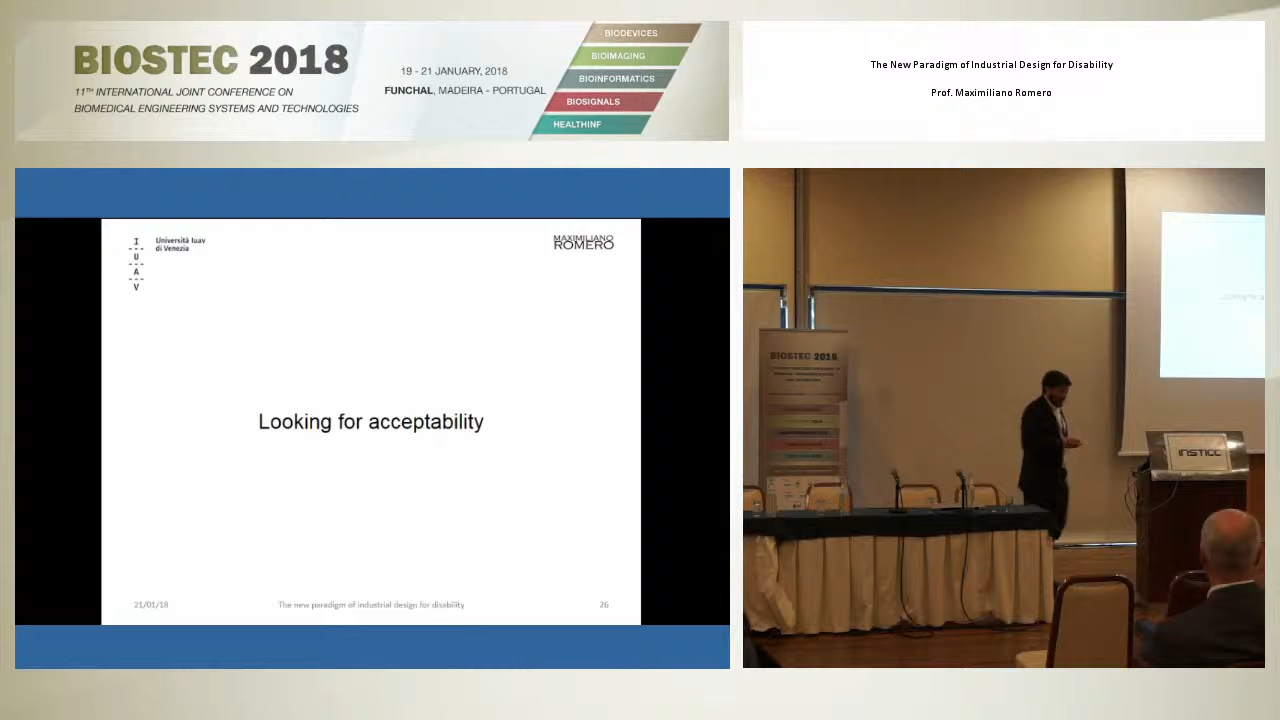 BIOSTEC 2018
11TH INTERNATIONAL JOINT CONFERENCE ON
BIOMEDICAL ENGINEERING SYSTEMS AND TECHNOLOGIES
19 - 21 JANUARY, 2018
FUNCHAL, MADEIRA - PORTUGAL
BIODEVICES
BIOIMAGING
BIOINFORMATICS
BIOSIGNALS
HEALTHINF
The New Paradigm of Industrial Design for Disability
Prof. Maximiliano Romero
I
U
A
V
Università Iuav
di Venezia
MAXIMILIANO
ROMERO
Looking for acceptability
21/01/18
The new paradigm of industrial design for disability
26
BIOSTEC 2018
INSTICC